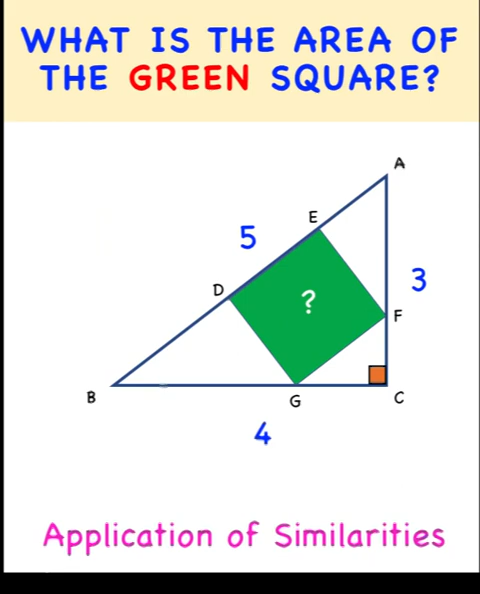 WHAT IS THE AREA OF
THE GREEN SQUARE?
A
E
5
D
?
3
F
B
G
C
4
Application of Similarities